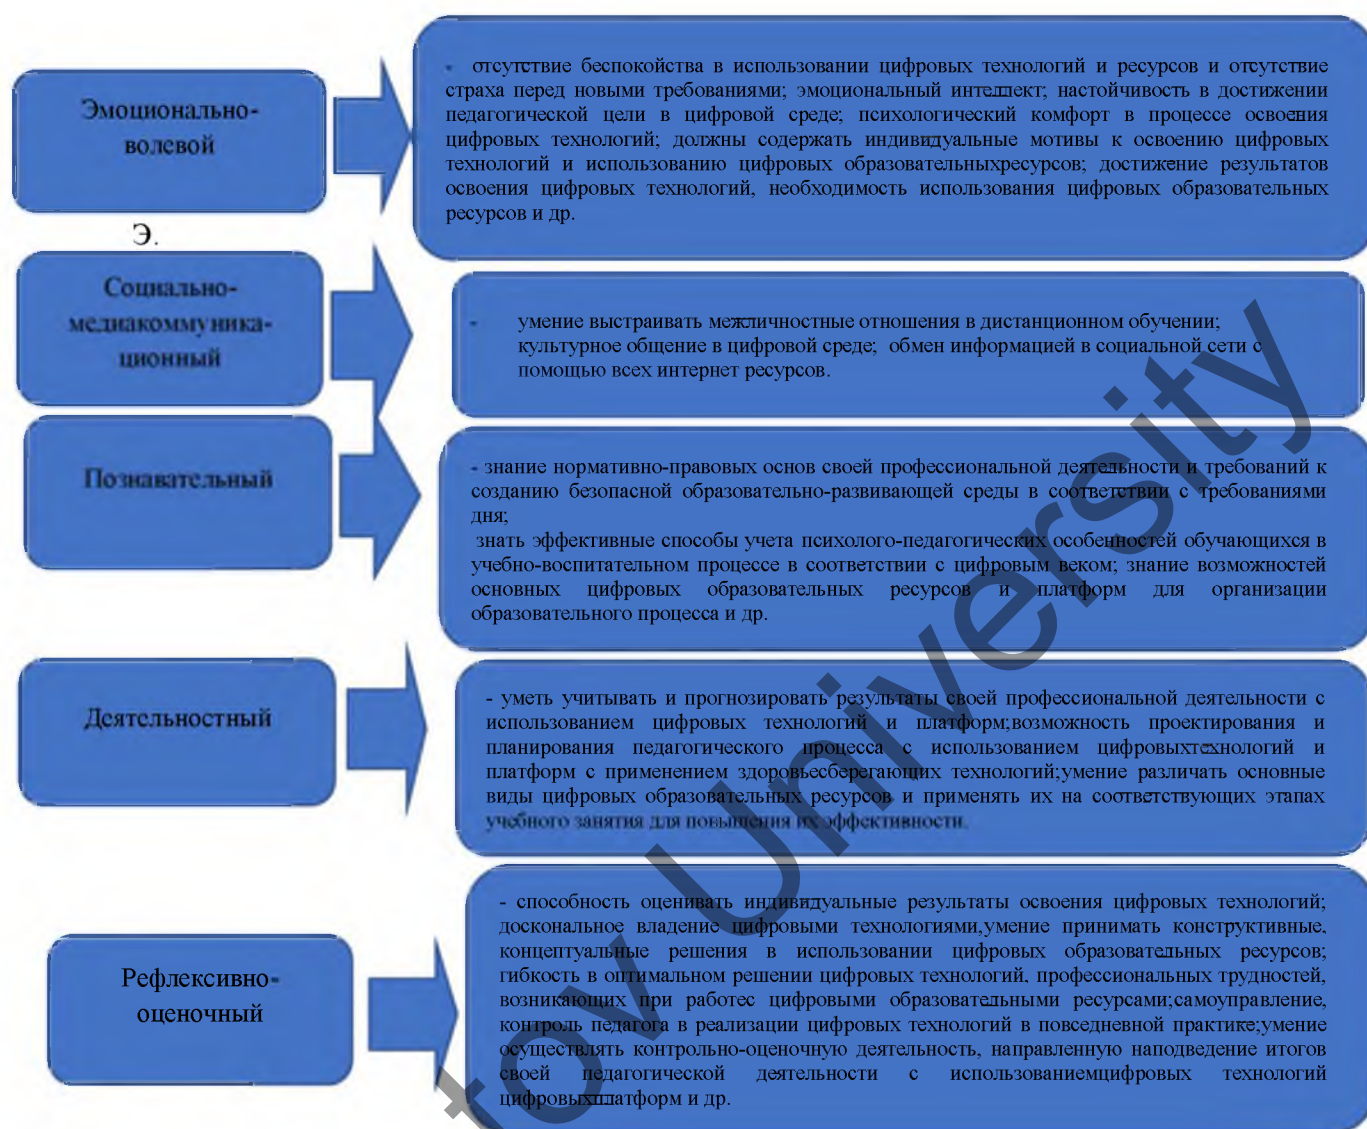 Эмоционально-
волевой
- отсутствие беспокойства в использовании цифровых технологий и ресурсов и отсутствие
страха перед новыми требованиями; эмоциональный интеллект; настойчивость в достижении
педагогической цели в цифровой среде; психологический комфорт в процессе освоения
цифровых технологий; должны содержать индивидуальные мотивы к освоению цифровых
технологий и использованию цифровых образовательныхресурсов; достижение результатов
освоения цифровых технологий, необходимость использования цифровых образовательных
ресурсов и др.
Э.
Социально-
медиакоммуника-
ционный
- умение выстраивать межличностные отношения в дистанционном обучении;
культурное общение в цифровой среде; обмен информацией в социальной сети с
помощью всех интернет ресурсов.
Познавательный
- знание нормативно-правовых основ своей профессиональной деятельности и требований к
созданию безопасной образовательно-развивающей среды в соответствии с требованиями
дня;
знать эффективные способы учета психолого-педагогических особенностей обучающихся в
учебно-воспитательном процессе в соответствии с цифровым веком; знание возможностей
основных цифровых образовательных ресурсов и платформ для организации
образовательного процесса и др.
Деятельностный
- уметь учитывать и прогнозировать результаты своей профессиональной деятельности с
использованием цифровых технологий и платформ;возможность проектирования и
планирования педагогического процесса с использованием цифровыхтехнологий и
платформ с применением здоровьесберегающих технологий;умение различать основные
виды цифровых образовательных ресурсов и применять их на соответствующих этапах
учебного занятия для повышения их эффективности.
Рефлексивно-
оценочный
- способность оценивать индивидуальные результаты освоения цифровых технологий;
доскональное владение цифровыми технологиями,умение принимать конструктивные,
концептуальные решения в использовании цифровых образовательных ресурсов;
гибкость в оптимальном решении цифровых технологий, профессиональных трудностей,
возникающих при работес цифровыми образовательными ресурсами;самоуправление,
контроль педагога в реализации цифровых технологий в повседневной практике;умение
осуществлять контрольно-оценочную деятельность, направленную наподведение итогов
своей педагогической деятельности с использованиемцифровых технологий
цифровыхплатформ и др.
tov University